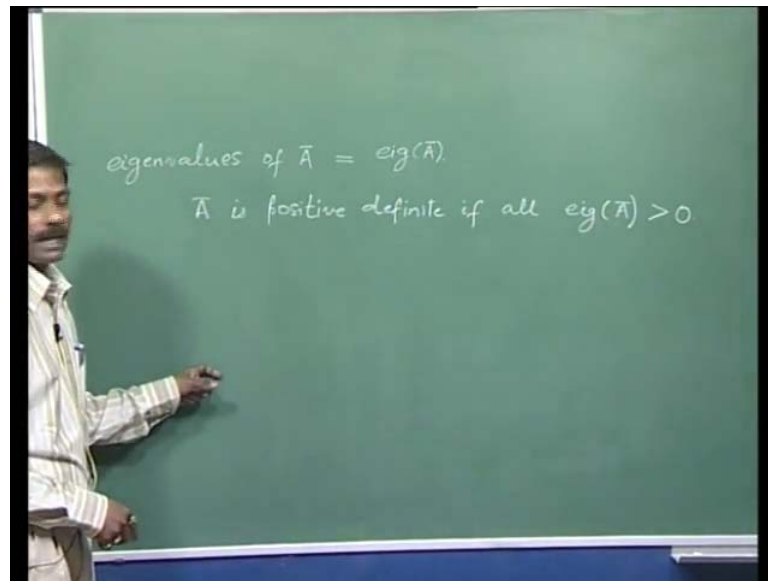 eigenvalues of Ā = eig(Ā).
Ā is positive definite if all eig(Ā) > 0